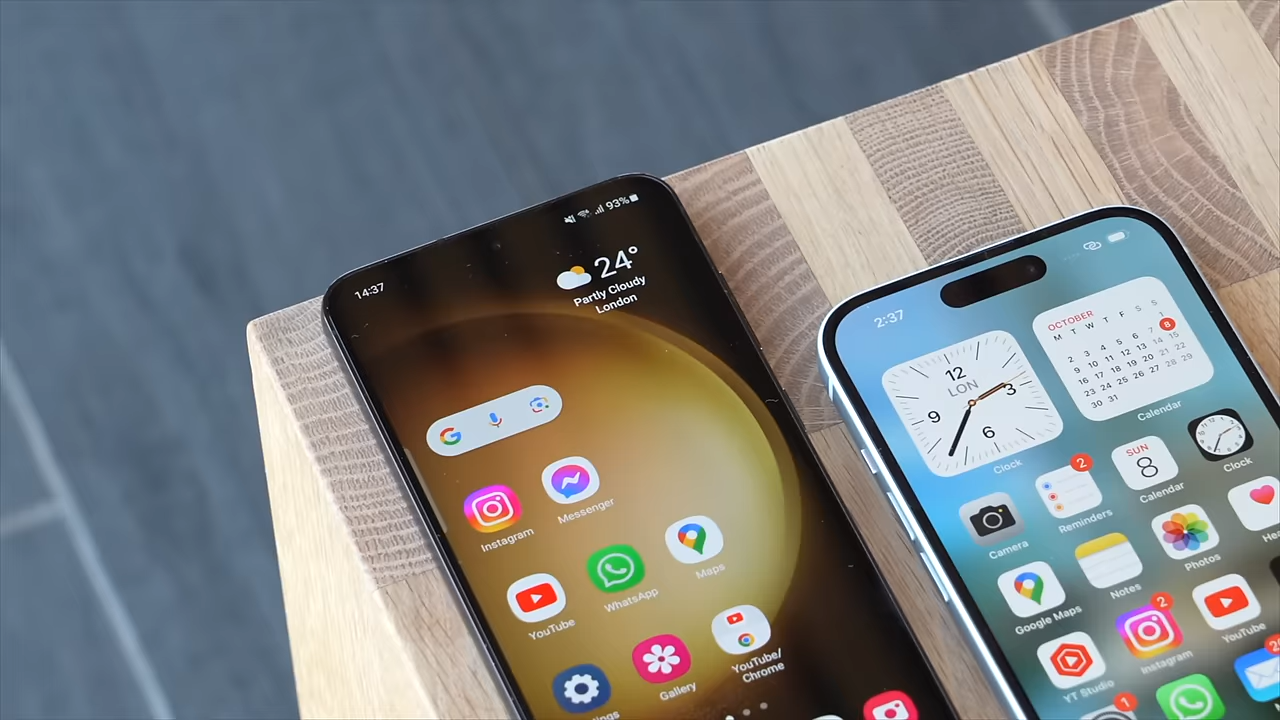 93%
14:37
24°
Partly Cloudy
London
Instagram
Messenger
YouTube
WhatsApp
Maps
Gallery
YouTube/
Chrome
2:37
12
LON
3
6
9
Clock
OCTOBER
M T W T F S S
1
2 3 4 5 6 7 8
9 10 11 12 13 14 15
16 17 18 19 20 21 22
23 24 25 26 27 28 29
30 31
Calendar
Camera
2
Reminders
SUN
8
Calendar
Clock
Google Maps
Notes
Photos
YT Studio
2
Instagram
YouTube
1